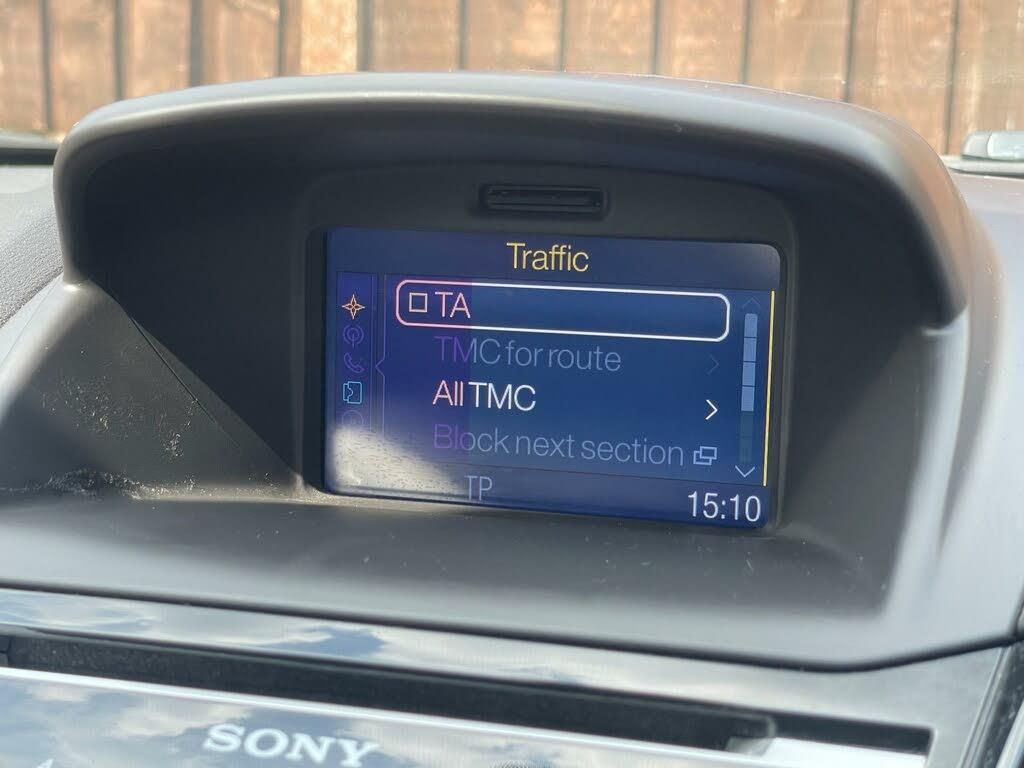 Traffic
TA
TMC for route
All TMC
Block next section
TP
15:10
SONY